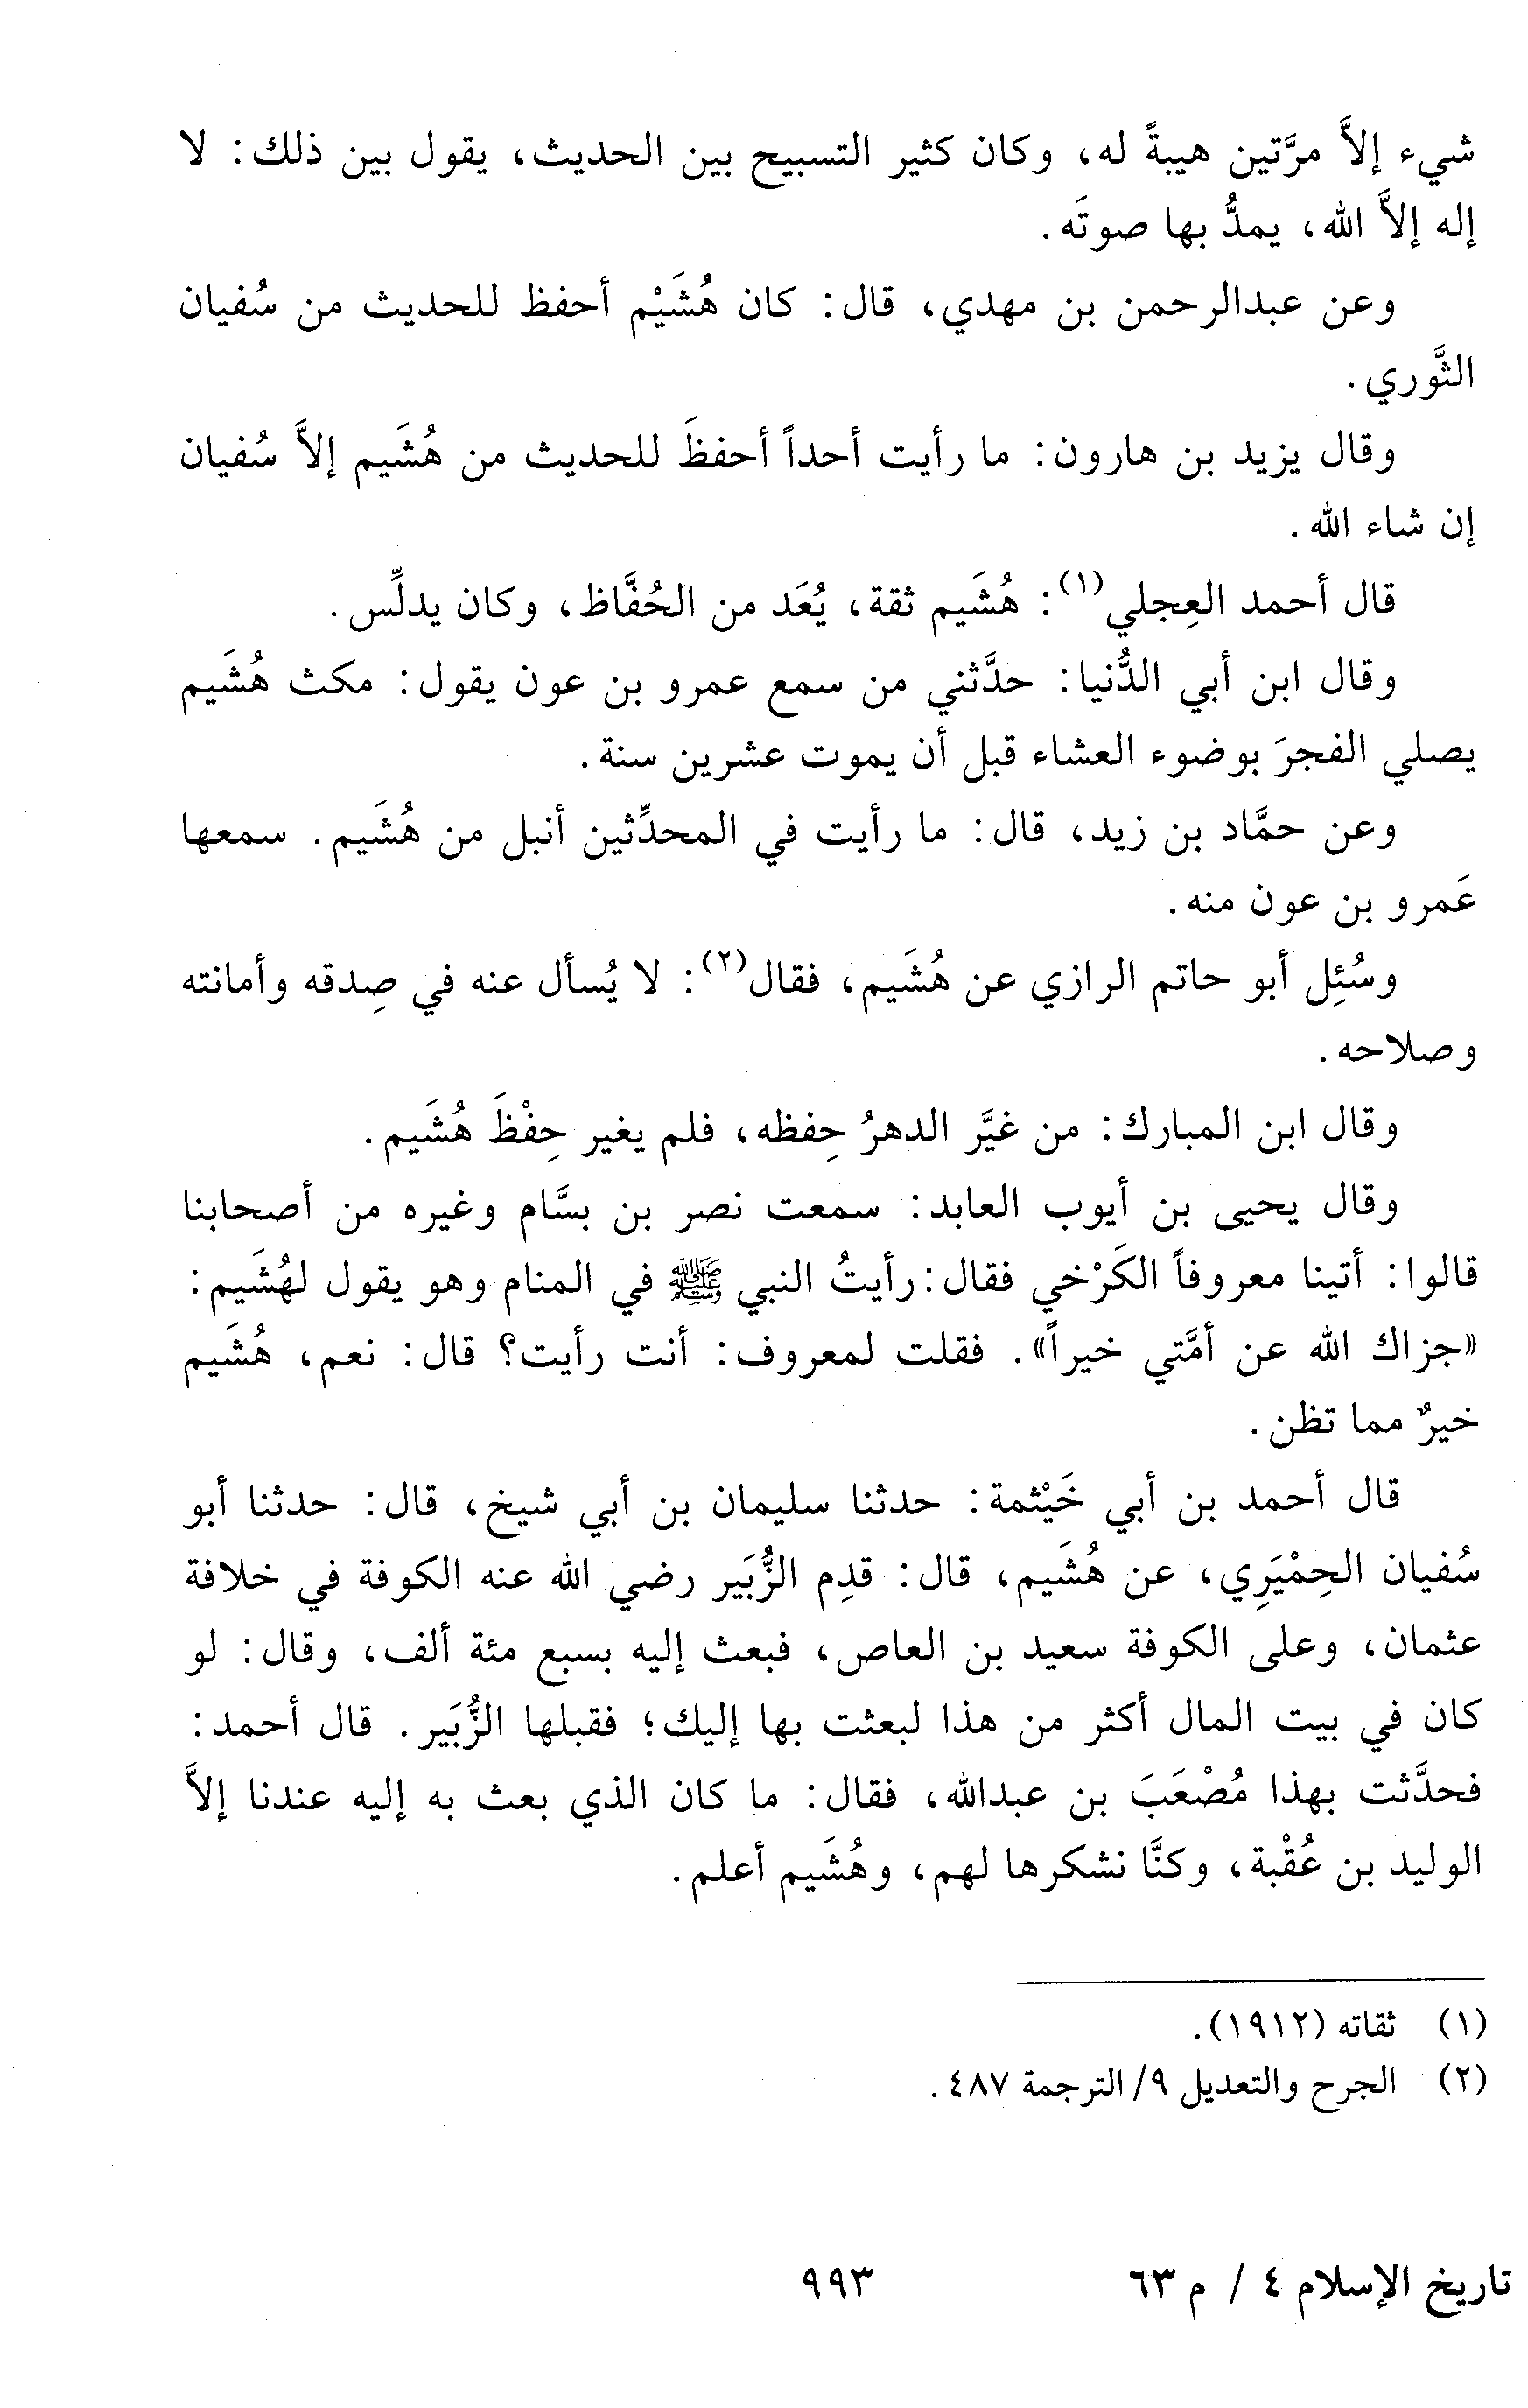 شيء إلاَّ مرَّتين هيبةً له، وكان كثير التسبيح بين الحديث، يقول بين ذلك: لا
إله إلاَّ الله، يمدُّ بها صوتَه.
وعن عبدالرحمن بن مهدي، قال: كان هُشَيْم أحفظ للحديث من سُفيان
الثَّوري.
وقال يزيد بن هارون: ما رأيت أحداً أحفظَ للحديث من هُشَيم إلاَّ سُفيان
إن شاء الله.
قال أحمد العِجلي(١): هُشَيم ثقة، يُعَد من الحُفَّاظ، وكان يدلِّس.
وقال ابن أبي الدُّنيا: حدَّثني من سمع عمرو بن عون يقول: مكث هُشَيم
يصلي الفجرَ بوضوء العشاء قبل أن يموت عشرين سنة.
وعن حمَّاد بن زيد، قال: ما رأيت في المحدِّثين أنبل من هُشَيم. سمعها
عَمرو بن عون منه.
وسُئِل أبو حاتم الرازي عن هُشَيم، فقال(٢): لا يُسأل عنه في صِدقه وأمانته
وصلاحه.
وقال ابن المبارك: من غيَّر الدهرُ حِفظه، فلم يغير حِفْظَ هُشَيم.
وقال يحيى بن أيوب العابد: سمعت نصر بن بسَّام وغيره من أصحابنا
قالوا: أتينا معروفاً الكَرْخي فقال: رأيتُ النبي ﷺ في المنام وهو يقول لهُشَيم:
«جزاك الله عن أمَّتي خيراً». فقلت لمعروف: أنت رأيت؟ قال: نعم، هُشَيم
خيرٌ مما تظن.
قال أحمد بن أبي خَيْثمة: حدثنا سليمان بن أبي شيخ، قال: حدثنا أبو
سُفيان الحِمْيَرِي، عن هُشَيم، قال: قدِم الزُّبَير رضي الله عنه الكوفة في خلافة
عثمان، وعلى الكوفة سعيد بن العاص، فبعث إليه بسبع مئة ألف، وقال: لو
كان في بيت المال أكثر من هذا لبعثت بها إليك؛ فقبلها الزُّبَير. قال أحمد:
فحدَّثت بهذا مُصْعَبَ بن عبدالله، فقال: ما كان الذي بعث به إليه عندنا إلاَّ
الوليد بن عُقْبة، وكنَّا نشكرها لهم، وهُشَيم أعلم.
(١) ثقاته (١٩١٢).
(٢) الجرح والتعديل ٩/ الترجمة ٤٨٧.
تاريخ الإسلام ٤ / م ٦٣ ٩٩٣